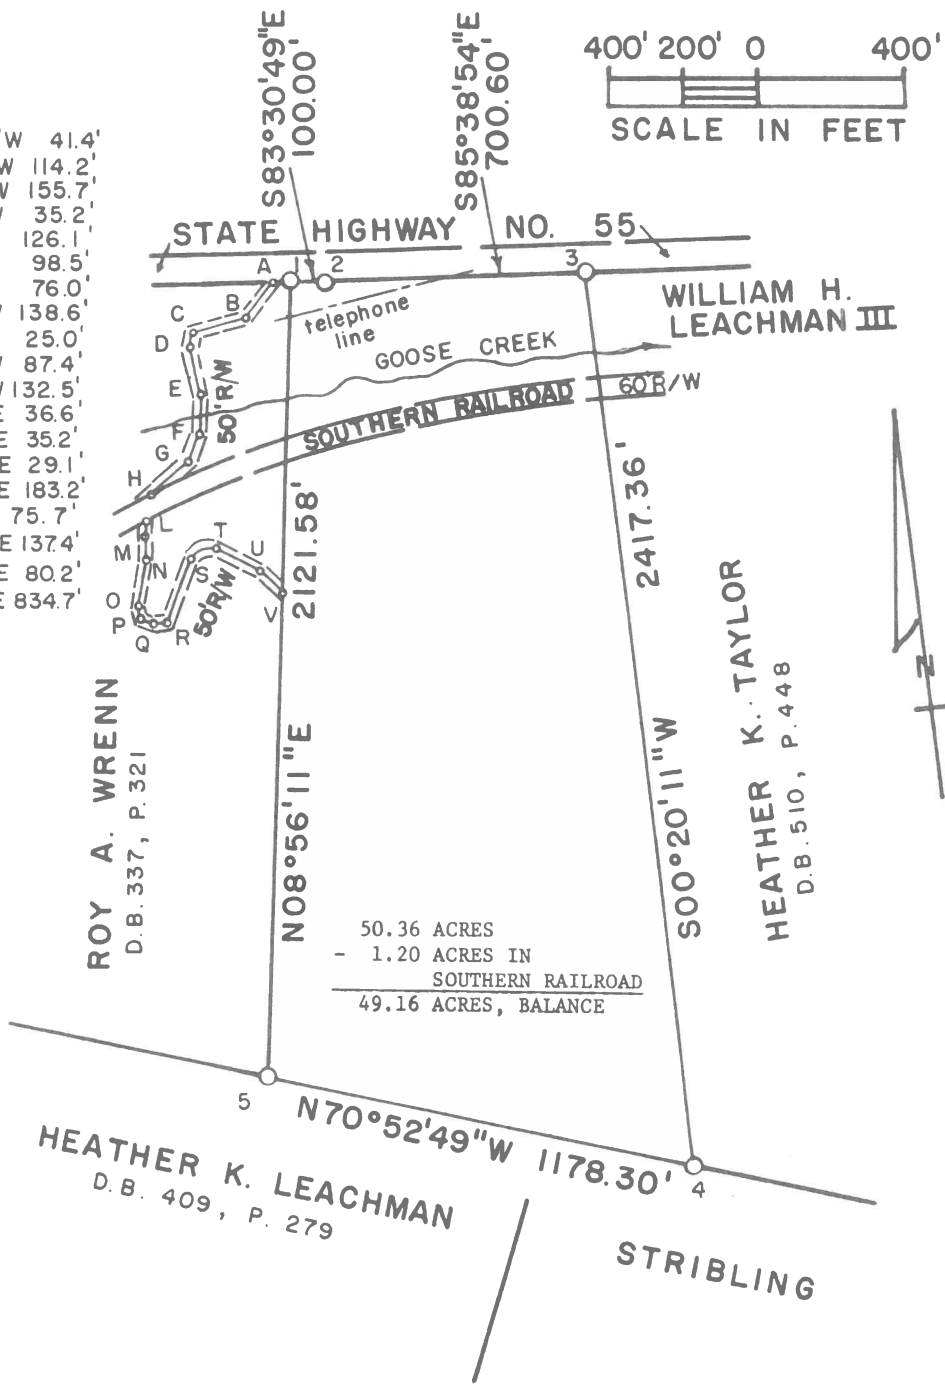 S83°30'49"E
100.00'
S85°38'54"E
700.60'
400' 200' 0 400'
SCALE IN FEET
W 41.4'
W 114.2'
W 155.7'
35.2'
126.1'
98.5'
76.0'
138.6'
25.0'
87.4'
W 132.5'
E 36.6'
E 35.2'
E 29.1'
E 183.2'
75.7'
E 137.4'
E 80.2'
E 834.7'
STATE HIGHWAY NO. 55
A
1
2
3
B
C
D
E
F
G
H
L
M
N
O
P
Q
R
S
T
U
V
telephone
line
GOOSE CREEK
WILLIAM H.
LEACHMAN III
50' R/W
SOUTHERN RAILROAD
60' R/W
50' R/W
2121.58'
N08°56'11"E
2417.36'
S00°20'11"W
HEATHER K. TAYLOR
D.B. 510, P. 448
N
ROY A. WRENN
D.B. 337, P. 321
50.36 ACRES
- 1.20 ACRES IN
SOUTHERN RAILROAD
49.16 ACRES, BALANCE
5
N70°52'49"W 1178.30'
4
HEATHER K. LEACHMAN
D.B. 409, P. 279
STRIBLING